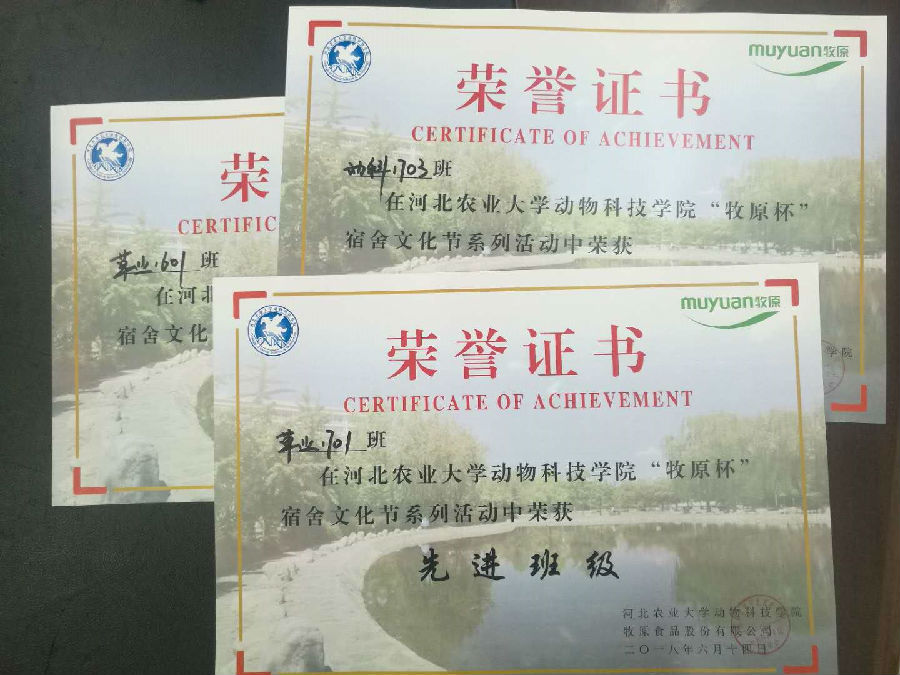 muyuan牧原
荣誉证书
CERTIFICATE OF ACHIEVEMENT
动科1703班
在河北农业大学动物科技学院“牧原杯”
宿舍文化节系列活动中荣获
学院
荣
CERTIFIC
草业1601班
在河北
宿舍文
muyuan牧原
荣誉证书
CERTIFICATE OF ACHIEVEMENT
草业1701班
在河北农业大学动物科技学院“牧原杯”
宿舍文化节系列活动中荣获
先进班级
河北农业大学动物科技学院
牧原食品股份有限公司
二〇一八年六月十四日